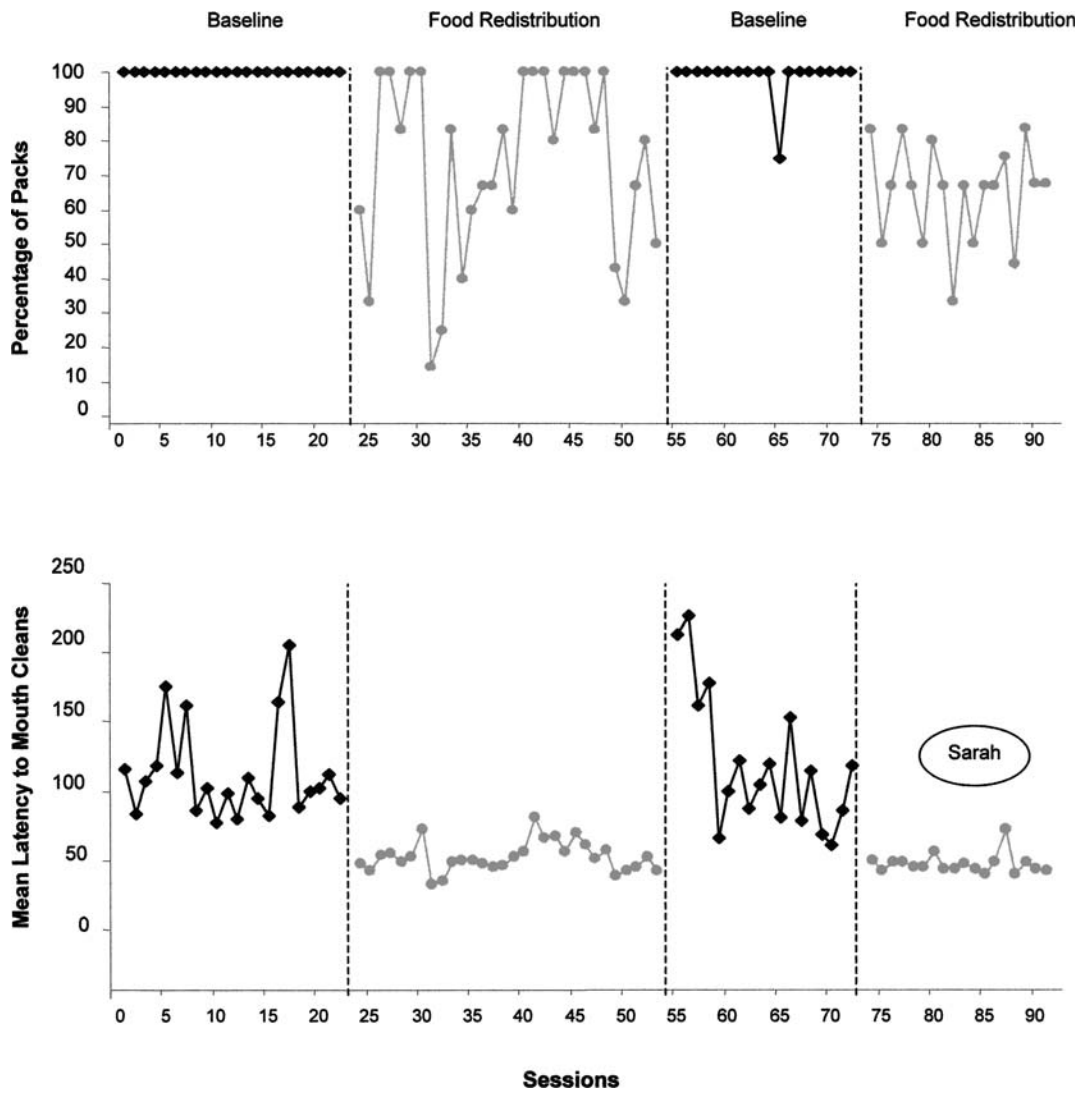 Baseline Food Redistribution Baseline Food Redistribution
Percentage of Packs
100
90
80
70
60
50
40
30
20
10
0
0 5 10 15 20 25 30 35 40 45 50 55 60 65 70 75 80 85 90
Mean Latency to Mouth Cleans
250
200
150
100
50
0
Sarah
0 5 10 15 20 25 30 35 40 45 50 55 60 65 70 75 80 85 90
Sessions